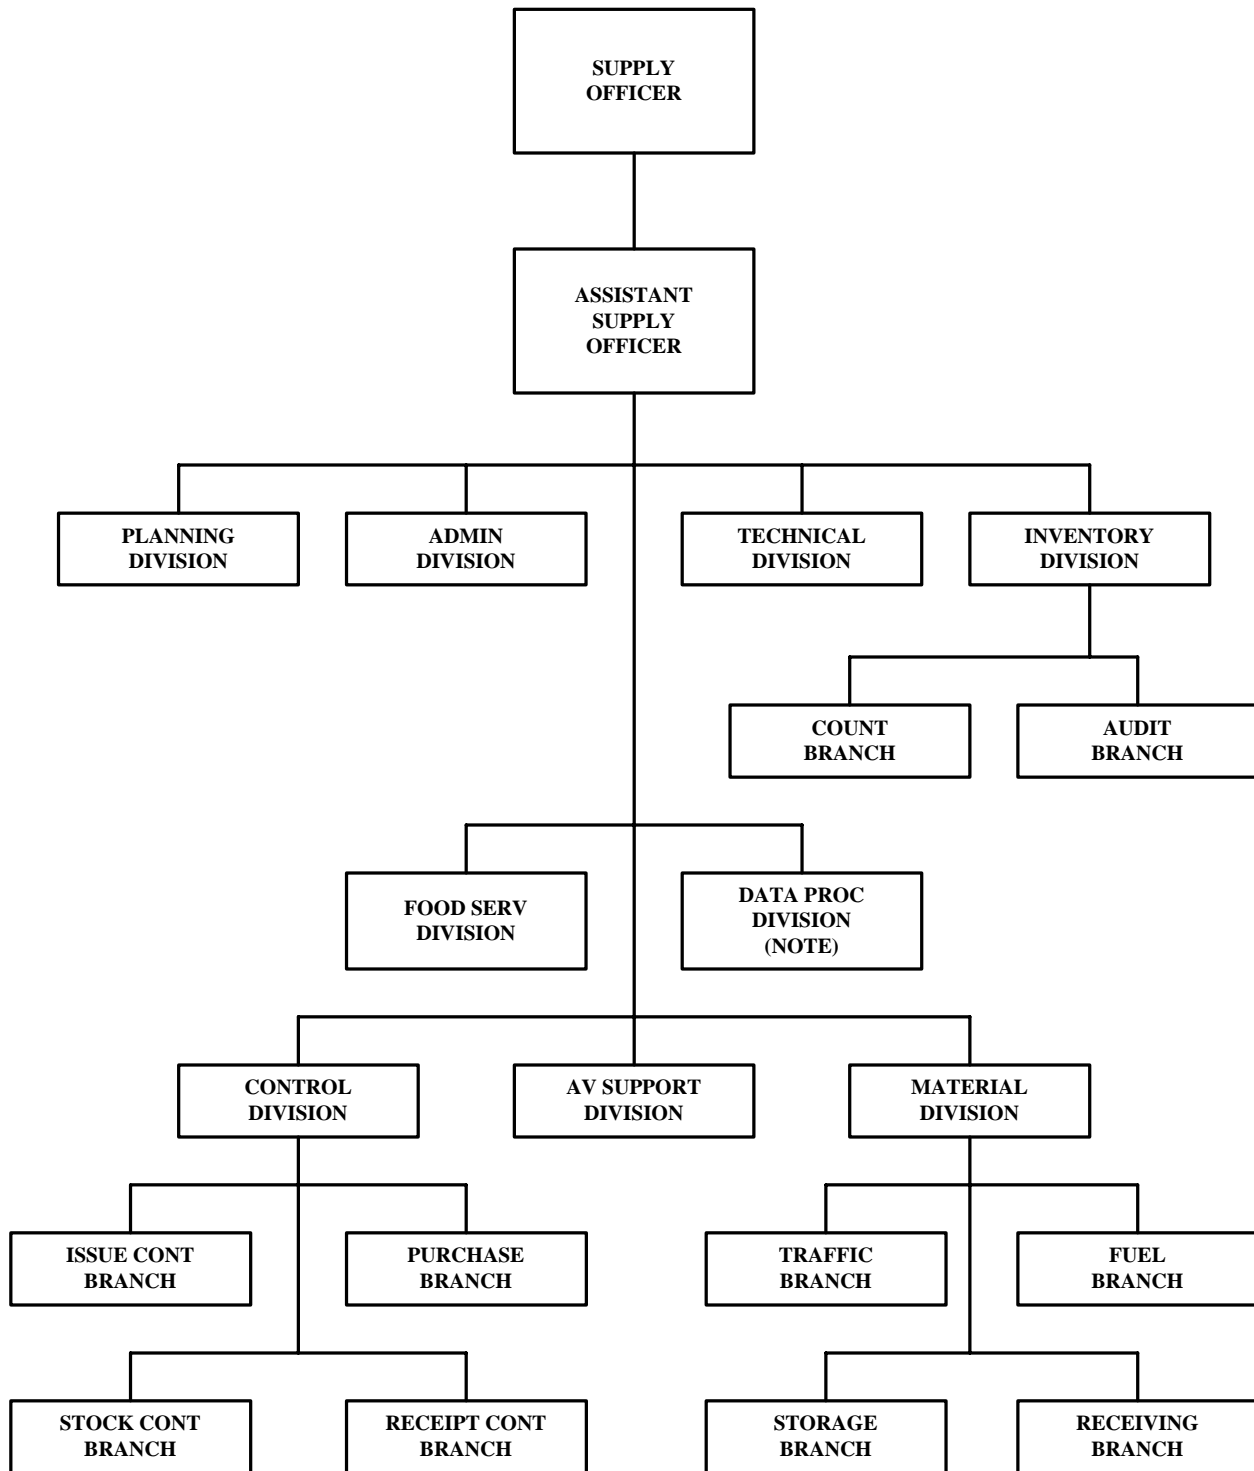 SUPPLY
OFFICER
ASSISTANT
SUPPLY
OFFICER
PLANNING
DIVISION
ADMIN
DIVISION
TECHNICAL
DIVISION
INVENTORY
DIVISION
COUNT
BRANCH
AUDIT
BRANCH
FOOD SERV
DIVISION
DATA PROC
DIVISION
(NOTE)
CONTROL
DIVISION
AV SUPPORT
DIVISION
MATERIAL
DIVISION
ISSUE CONT
BRANCH
PURCHASE
BRANCH
TRAFFIC
BRANCH
FUEL
BRANCH
STOCK CONT
BRANCH
RECEIPT CONT
BRANCH
STORAGE
BRANCH
RECEIVING
BRANCH